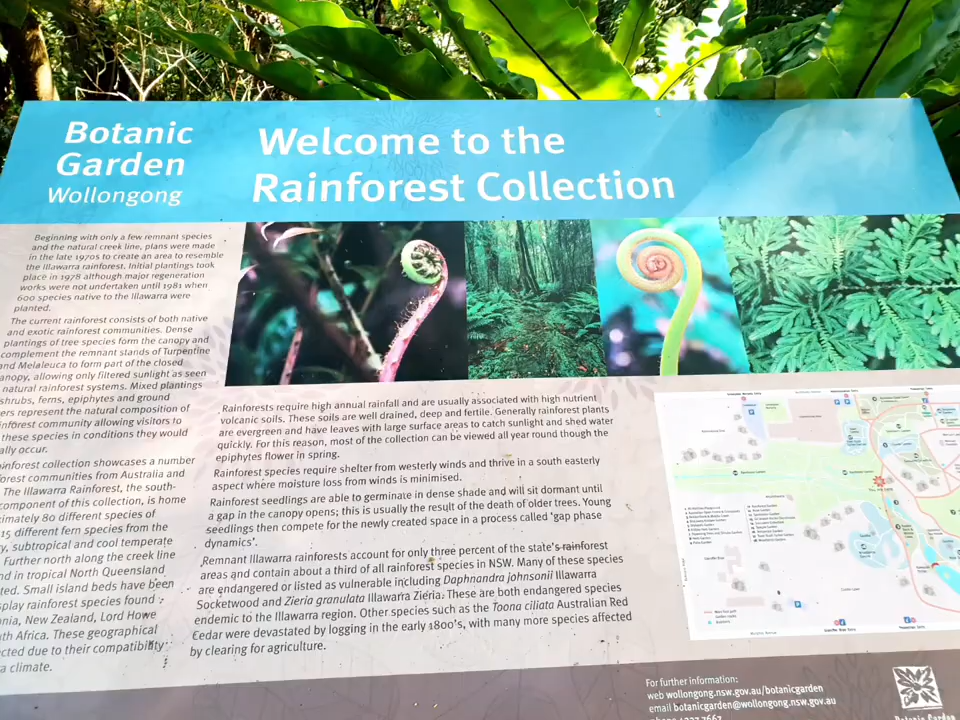 Botanic
Garden
Wollongong
Welcome to the
Rainforest Collection
Beginning with only a few remnant species
and the natural creek line, plans were made
in the late 1970s to create an area to resemble
the Illawarra rainforest. Initial plantings took
place in 1978 although major regeneration
works were not undertaken until 1981 when
600 species native to the Illawarra were
planted.
The current rainforest consists of both native
and exotic rainforest communities. Dense
plantings of tree species form the canopy and
complement the remnant stands of Turpentine
and Melaleuca to form part of the closed
canopy, allowing only filtered sunlight as seen
natural rainforest systems. Mixed plantings
shrubs, ferns, epiphytes and ground
represent the natural composition of
community allowing visitors to
these species in conditions they would
occur.
collection showcases a number
communities from Australia and
The Illawarra Rainforest, the south-
component of this collection, is home
80 different species of
15 different fern species from the
subtropical and cool temperate
Further north along the creek line
in tropical North Queensland
Small island beds have been
rainforest species found
New Zealand, Lord Howe
Africa. These geographical
due to their compatibility
climate.
Rainforests require high annual rainfall and are usually associated with high nutrient
volcanic soils. These soils are well drained, deep and fertile. Generally rainforest plants
are evergreen and have leaves with large surface areas to catch sunlight and shed water
quickly. For this reason, most of the collection can be viewed all year round though the
epiphytes flower in spring.
Rainforest species require shelter from westerly winds and thrive in a south easterly
aspect where moisture loss from winds is minimised.
Rainforest seedlings are able to germinate in dense shade and will sit dormant until
a gap in the canopy opens; this is usually the result of the death of older trees. Young
seedlings then compete for the newly created space in a process called 'gap phase
dynamics'.
Remnant Illawarra rainforests account for only three percent of the state's rainforest
areas and contain about a third of all rainforest species in NSW. Many of these species
are endangered or listed as vulnerable including Daphnandra johnsonii Illawarra
Socketwood and Zieria granulata Illawarra Zieria. These are both endangered species
endemic to the Illawarra region. Other species such as the Toona ciliata Australian Red
Cedar were devastated by logging in the early 1800's, with many more species affected
by clearing for agriculture.
For further information:
web wollongong.nsw.gov.au/botanicgarden
email botanicgarden@wollongong.nsw.gov.au
Botanic Garden